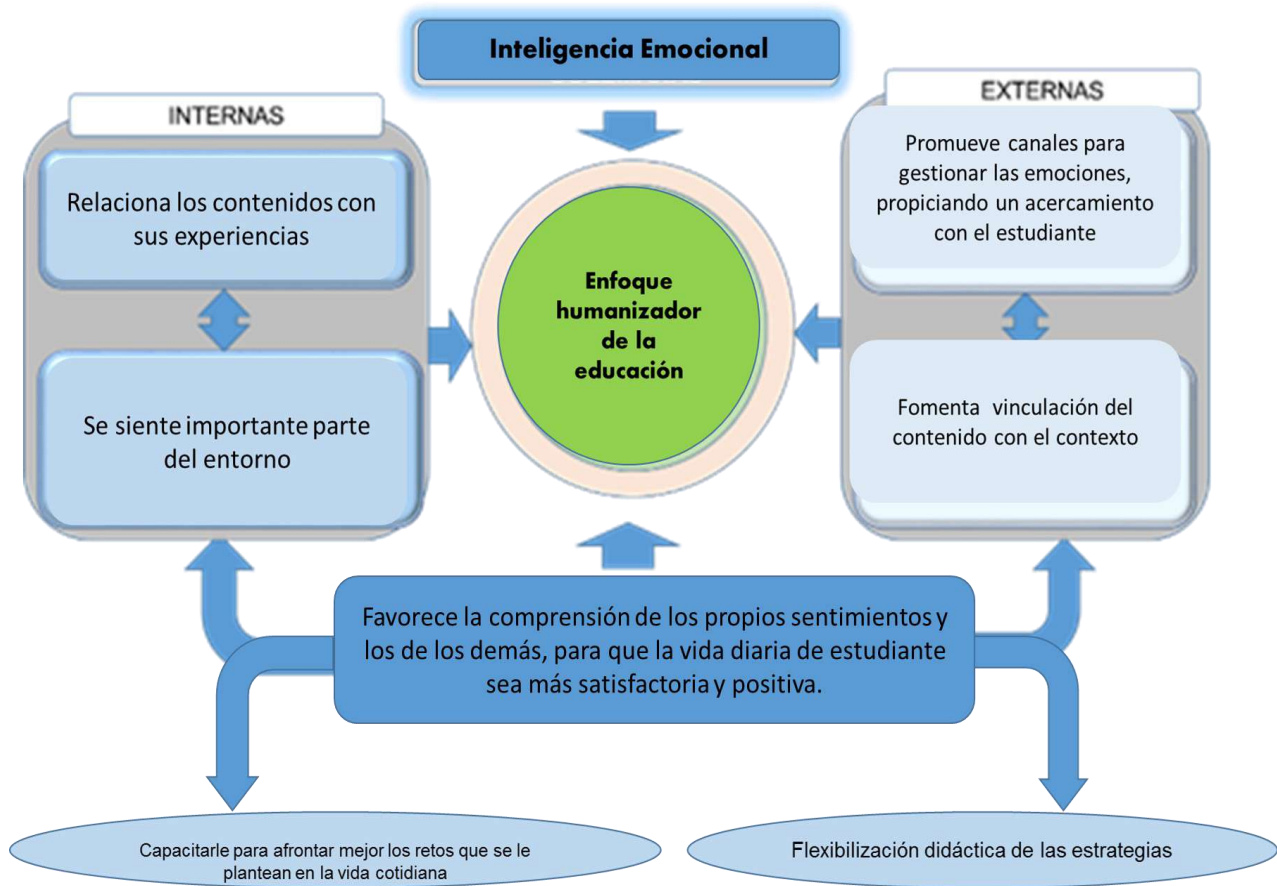 Inteligencia Emocional
INTERNAS
Relaciona los contenidos con
sus experiencias
Se siente importante parte
del entorno
Enfoque
humanizador
de la
educación
EXTERNAS
Promueve canales para
gestionar las emociones,
propiciando un acercamiento
con el estudiante
Fomenta vinculación del
contenido con el contexto
Favorece la comprensión de los propios sentimientos y
los de los demás, para que la vida diaria de estudiante
sea más satisfactoria y positiva.
Capacitarle para afrontar mejor los retos que se le
plantean en la vida cotidiana
Flexibilización didáctica de las estrategias